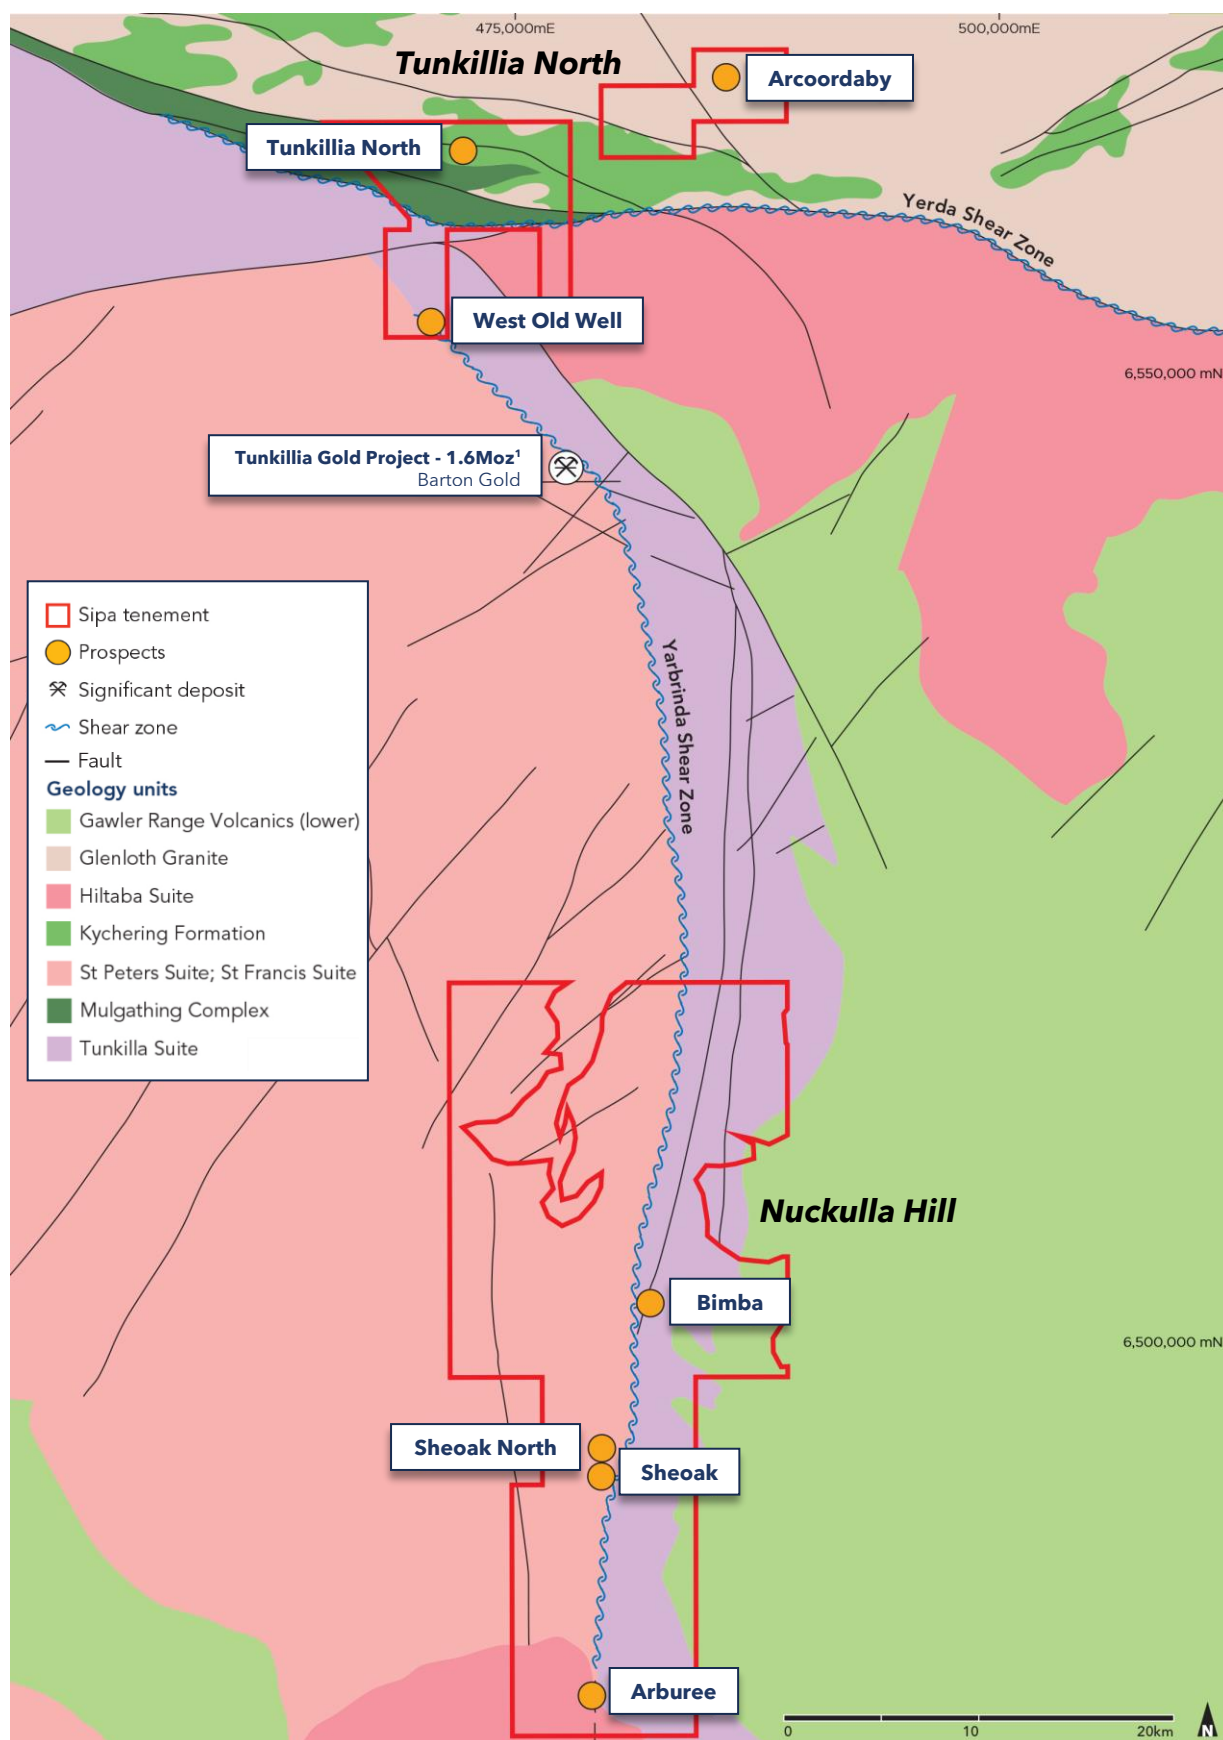 475,000mE
500,000mE
Tunkillia North
Arcoordaby
Tunkillia North
Yerda Shear Zone
West Old Well
6,550,000 mN
Tunkillia Gold Project - 1.6Moz¹
Barton Gold
Sipa tenement
Prospects
Significant deposit
Shear zone
Fault
Geology units
Gawler Range Volcanics (lower)
Glenloth Granite
Hiltaba Suite
Kychering Formation
St Peters Suite; St Francis Suite
Mulgathing Complex
Tunkilla Suite
Yarbrinda Shear Zone
Nuckulla Hill
Bimba
6,500,000 mN
Sheoak North
Sheoak
Arburee
0 10 20km
N